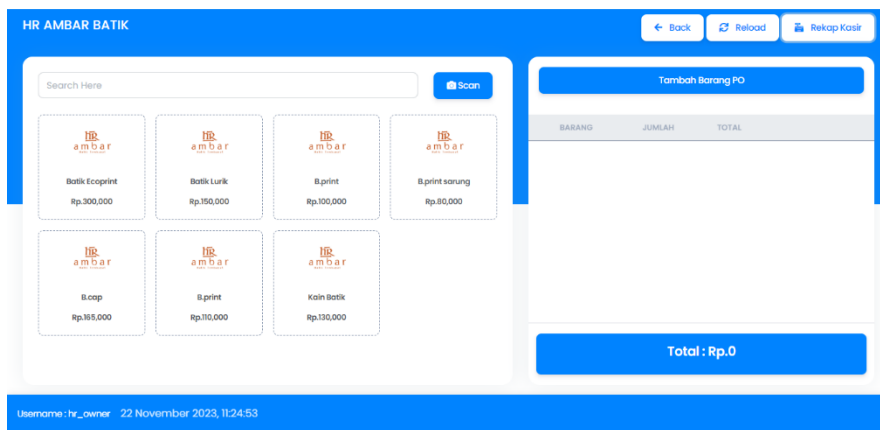 HR AMBAR BATIK
Back
Reload
Rekap Kasir
Search Here
Scan
HR
ambar
Batik Ecoprint
Rp.300,000
HR
ambar
Batik Lurik
Rp.150,000
HR
ambar
B.print
Rp.100,000
HR
ambar
B.print sarung
Rp.80,000
HR
ambar
B.cap
Rp.165,000
HR
ambar
B.print
Rp.110,000
HR
ambar
Kain Batik
Rp.130,000
Tambah Barang PO
BARANG JUMLAH TOTAL
Total : Rp.0
Username : hr_owner 22 November 2023, 11:24:53